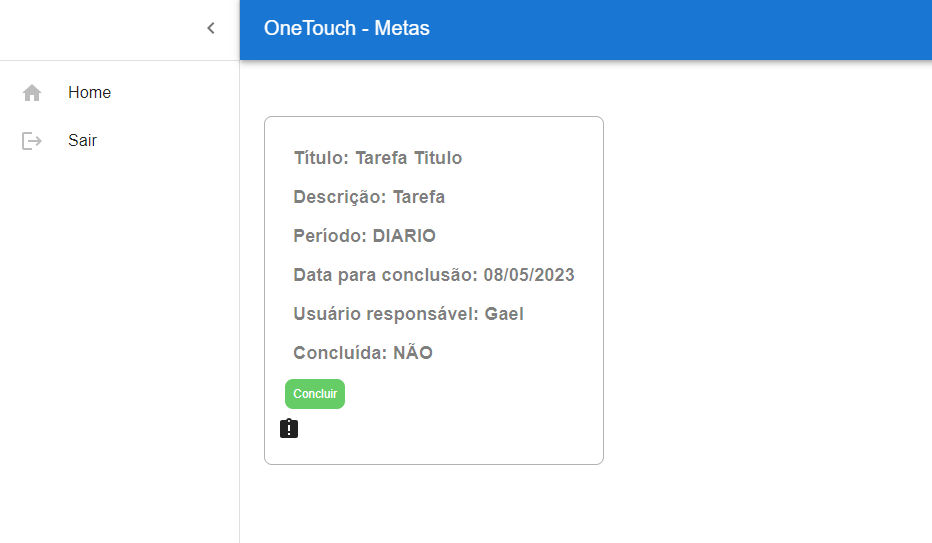 OneTouch - Metas
Home
Sair
Título: Tarefa Titulo
Descrição: Tarefa
Período: DIARIO
Data para conclusão: 08/05/2023
Usuário responsável: Gael
Concluída: NÃO
Concluir